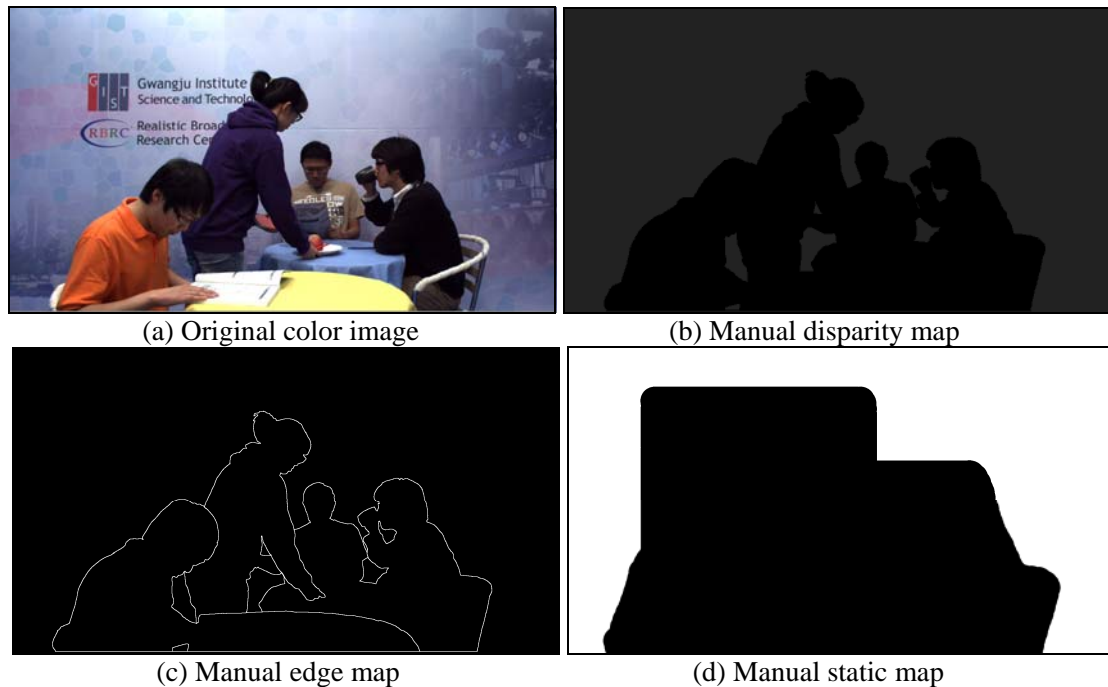 Gwangju Institute
Science and Technolo
RBRC
Realistic Broad
Research Cen
GIST
(a) Original color image
(b) Manual disparity map
(c) Manual edge map
(d) Manual static map